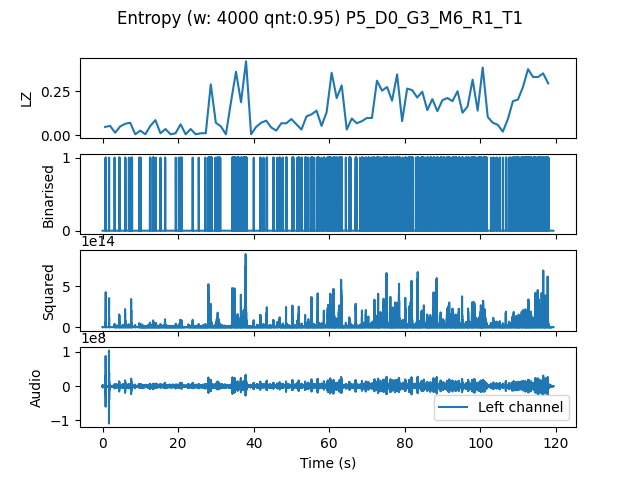 Entropy (w: 4000 qnt:0.95) P5_D0_G3_M6_R1_T1
LZ
0.25
0.00
Binarised
1
0
1e14
Squared
5
0
1e8
Audio
1
0
−1
Left channel
0 20 40 60 80 100 120
Time (s)